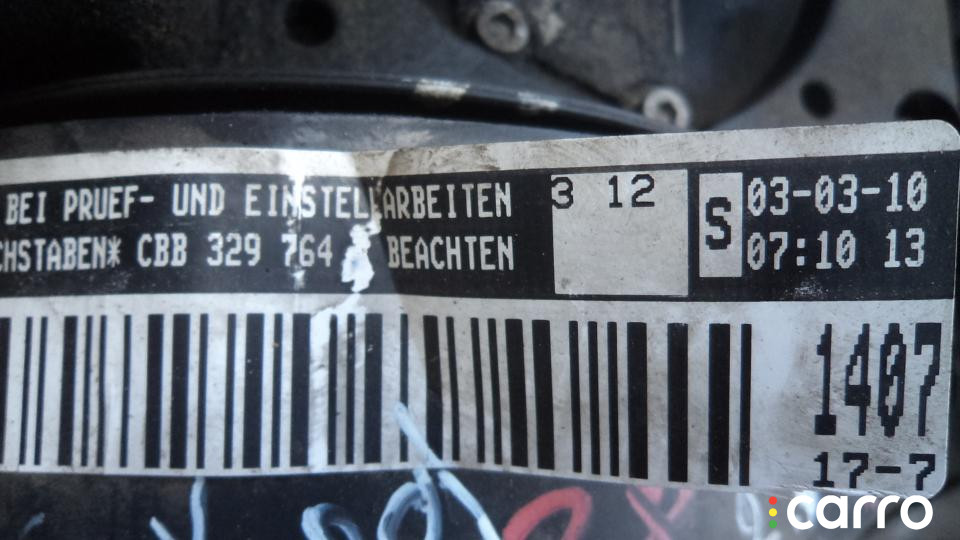 BEI PRUEF- UND EINSTELLARBEITEN
CHSTABEN* CBB 329 764 BEACHTEN
3 12
S
03-03-10
07:10 13
1407
17-7
carro